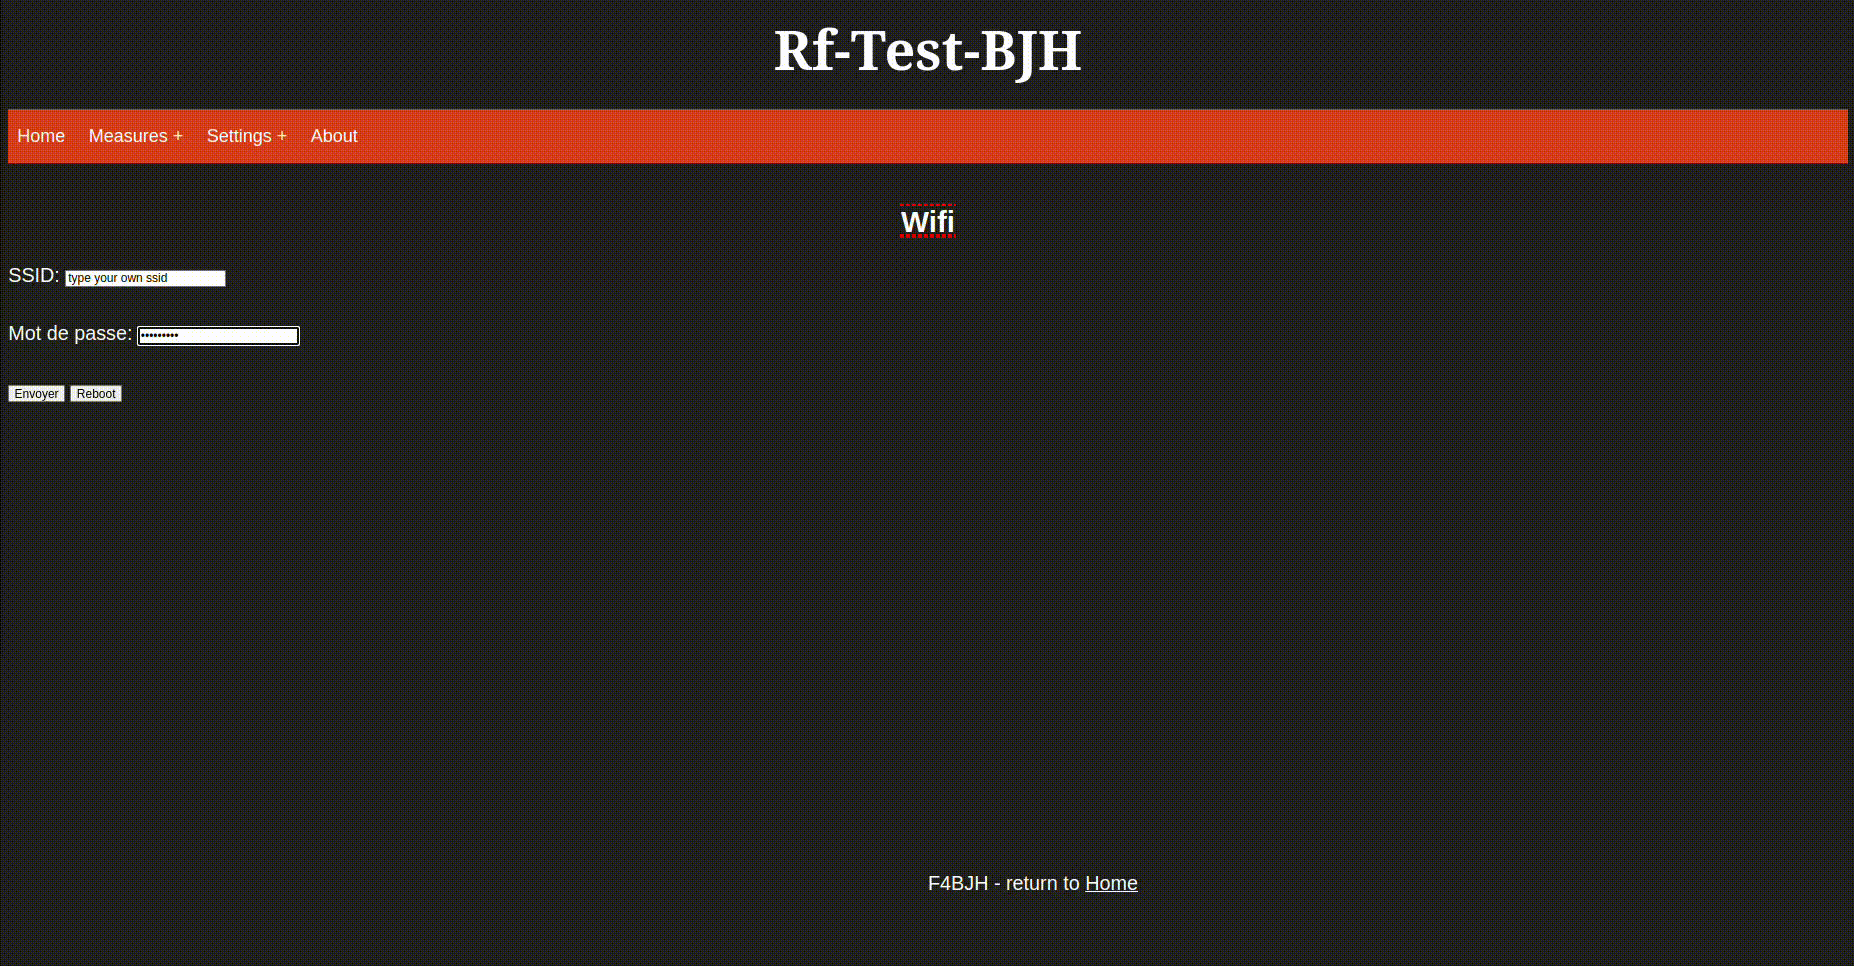 Rf-Test-BJH
Home Measures + Settings + About
Wifi
SSID: type your own ssid
Mot de passe: •••••••••
Envoyer Reboot
F4BJH - return to Home